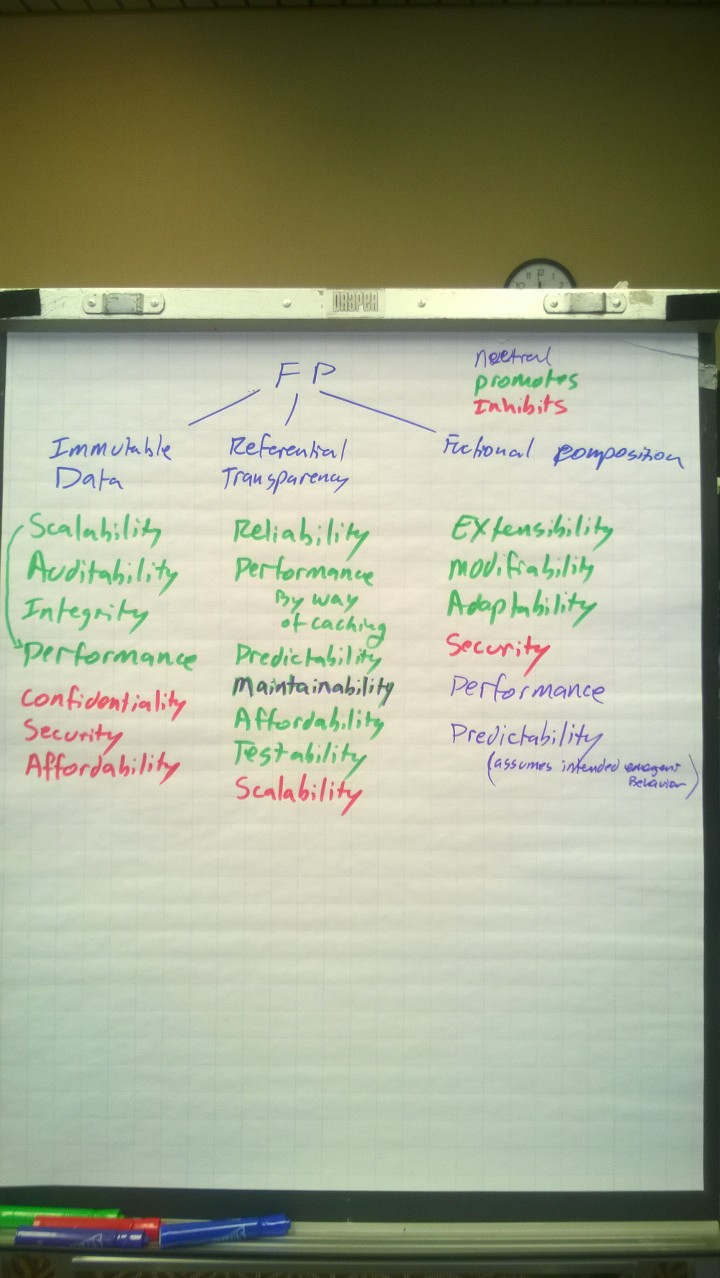 DRAPER
FP
Neetral
promotes
Inhibits
Immutable
Data
Referential
Transparency
Fuctional composition
Scalability
Auditability
Integrity
Performance
Confidentiality
Security
Affordability
Reliability
Performance
By way
of caching
Predictability
Maintainability
Affordability
Testability
Scalability
Extensibility
Modifiability
Adaptability
Security
Performance
Predictability
(assumes intended emergent
Behavior)